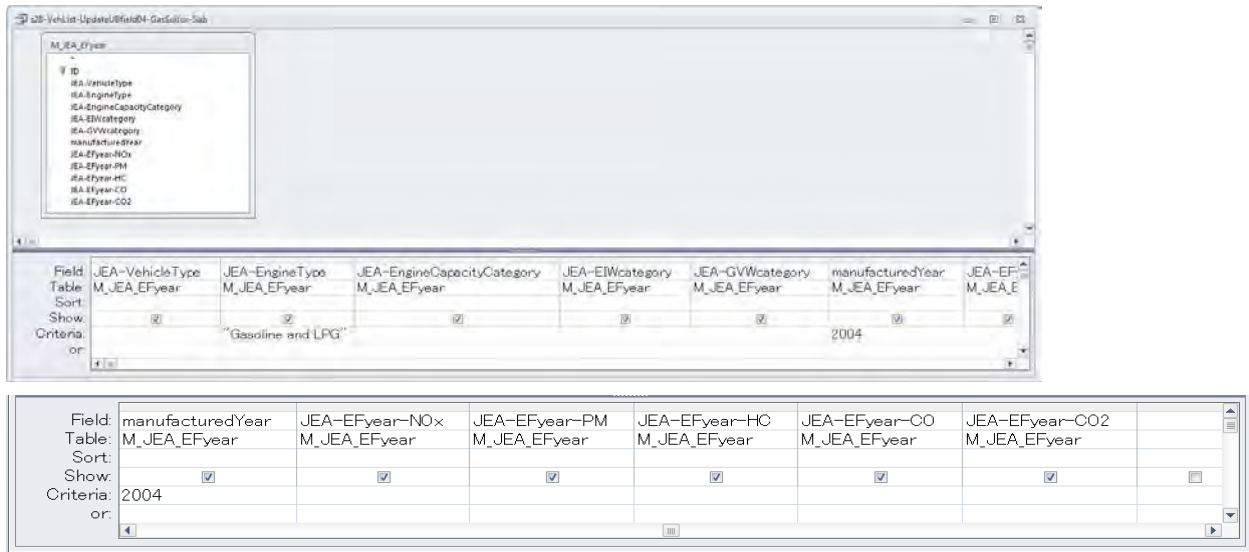 s28-VehList-UpdateUBfield04-GasSoltor-Sub
M_JEA_EFyear
*
ID
JEA-VehicleType
JEA-EngineType
JEA-EngineCapacityCategory
JEA-EIWcategory
JEA-GVWcategory
manufacturedYear
JEA-EFyear-NOx
JEA-EFyear-PM
JEA-EFyear-HC
JEA-EFyear-CO
JEA-EFyear-CO2
Field: JEA-VehicleType JEA-EngineType JEA-EngineCapacityCategory JEA-EIWcategory JEA-GVWcategory manufacturedYear JEA-EF
Table: M_JEA_EFyear M_JEA_EFyear M_JEA_EFyear M_JEA_EFyear M_JEA_EFyear M_JEA_EFyear M_JEA_E
Sort:
Show:
Criteria: "Gasoline and LPG" 2004
or:
Field: manufacturedYear JEA-EFyear-NOx JEA-EFyear-PM JEA-EFyear-HC JEA-EFyear-CO JEA-EFyear-CO2
Table: M_JEA_EFyear M_JEA_EFyear M_JEA_EFyear M_JEA_EFyear M_JEA_EFyear M_JEA_EFyear
Sort:
Show:
Criteria: 2004
or: